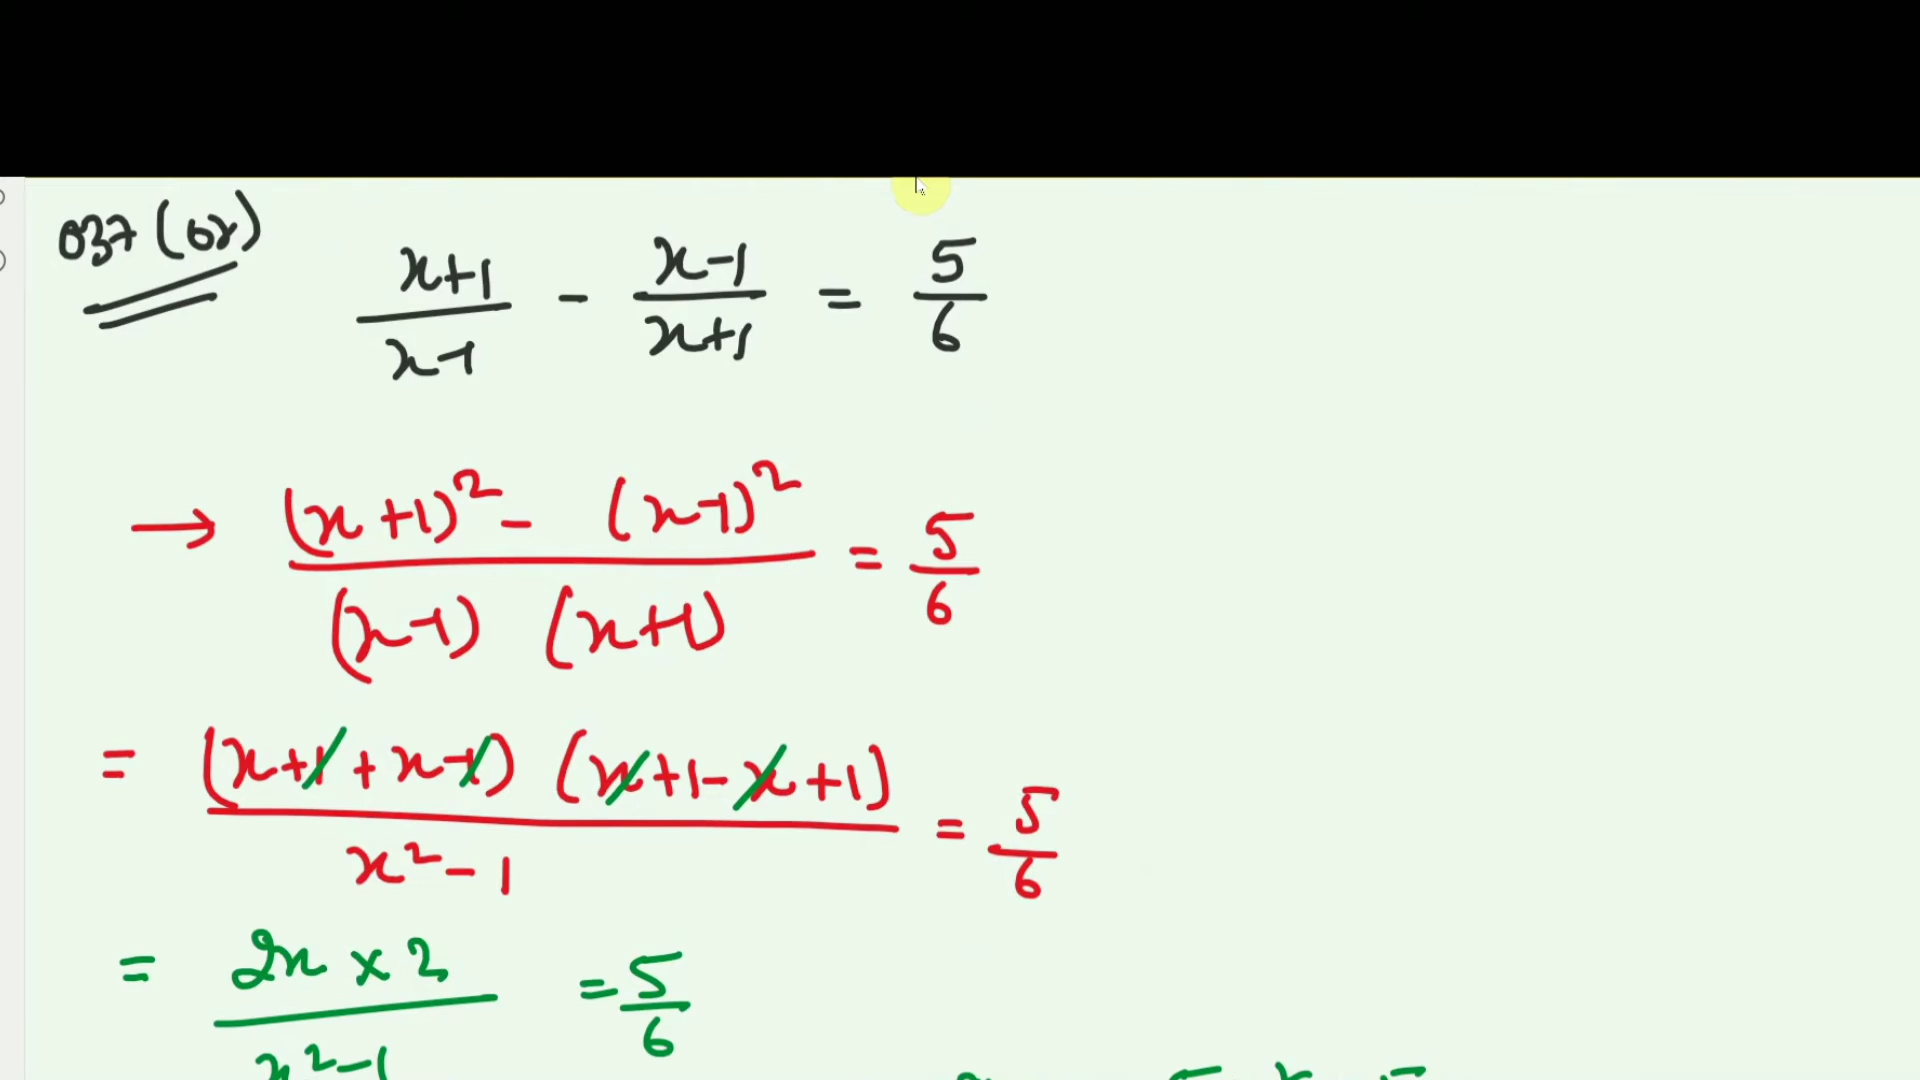 037 (or)
x+1/x-1 - x-1/x+1 = 5/6
→ (x+1)² - (x-1)² / (x-1) (x+1) = 5/6
= (x+1+x-1) (x+1-x+1) / x²-1 = 5/6
= 2x × 2 / x²-1 = 5/6